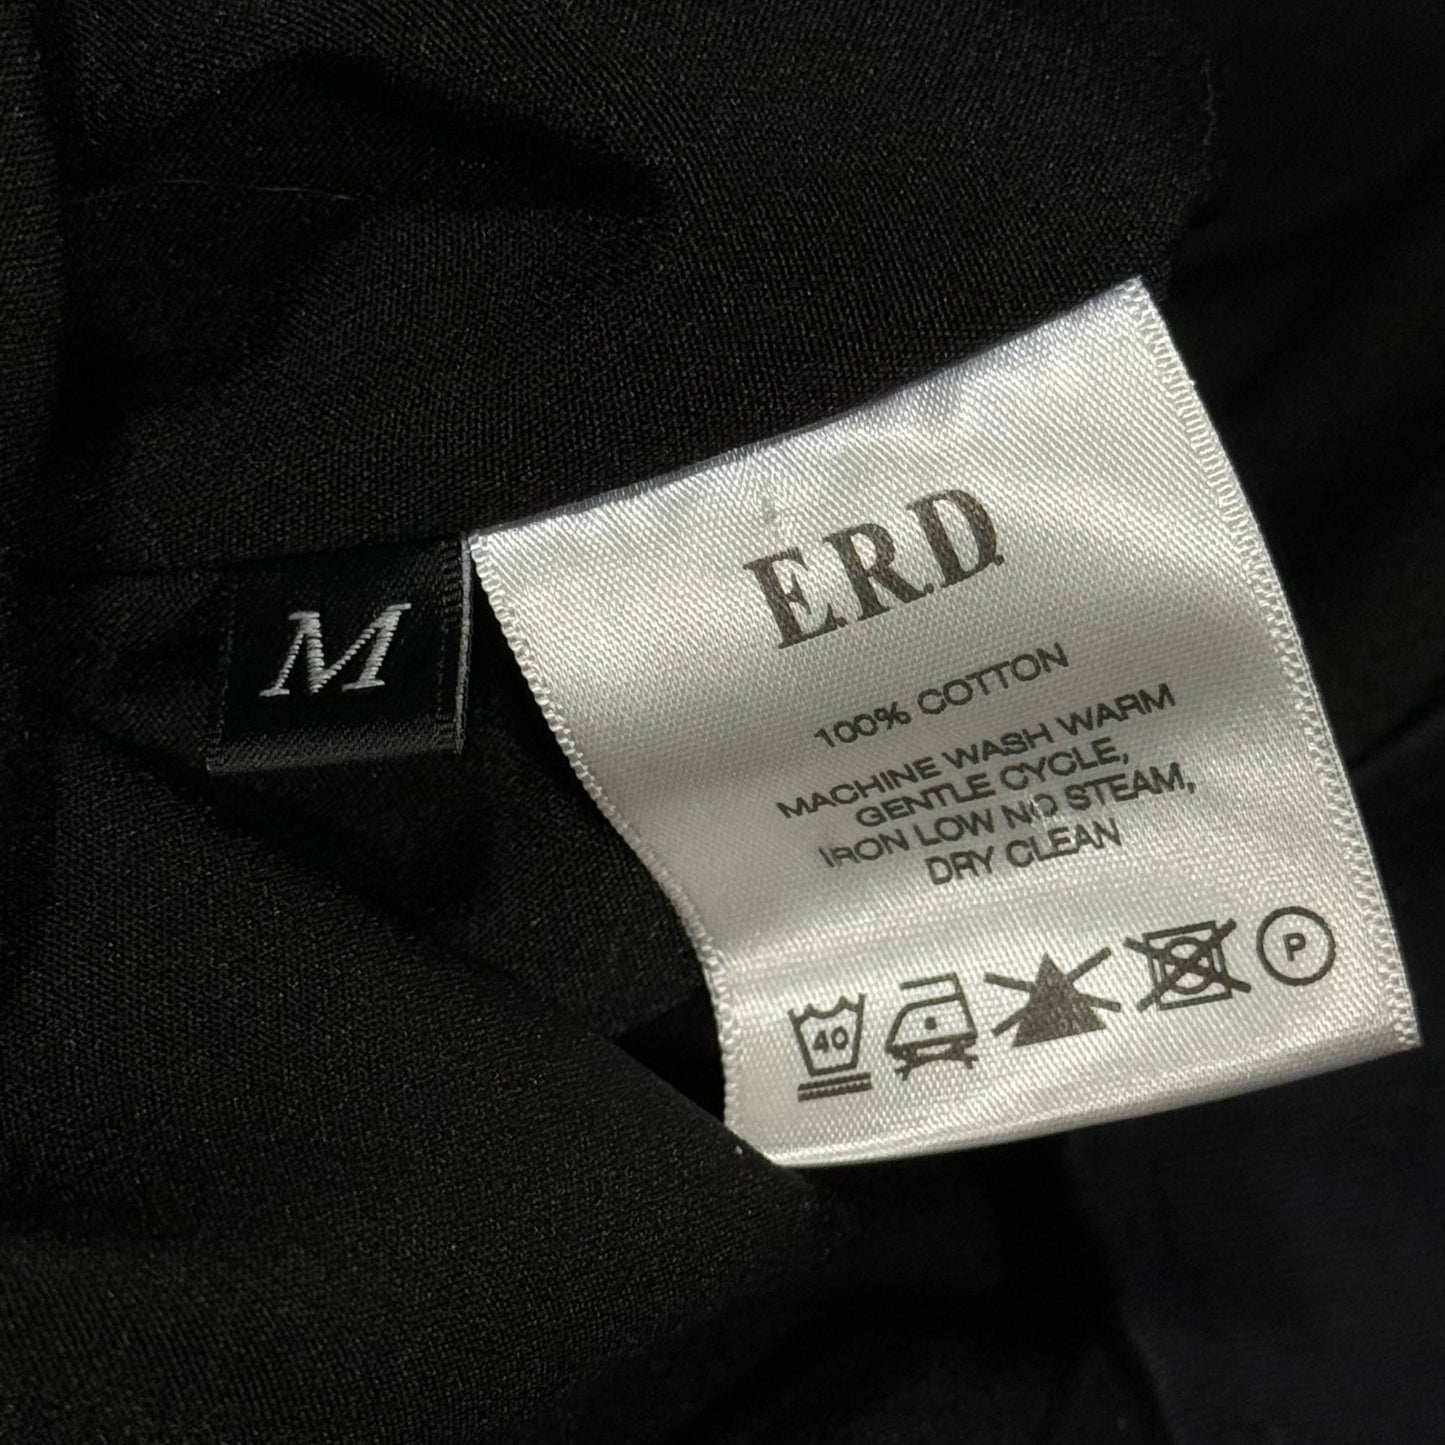 M
E.R.D.
100% COTTON
MACHINE WASH WARM
GENTLE CYCLE,
IRON LOW NO STEAM,
DRY CLEAN
40
P